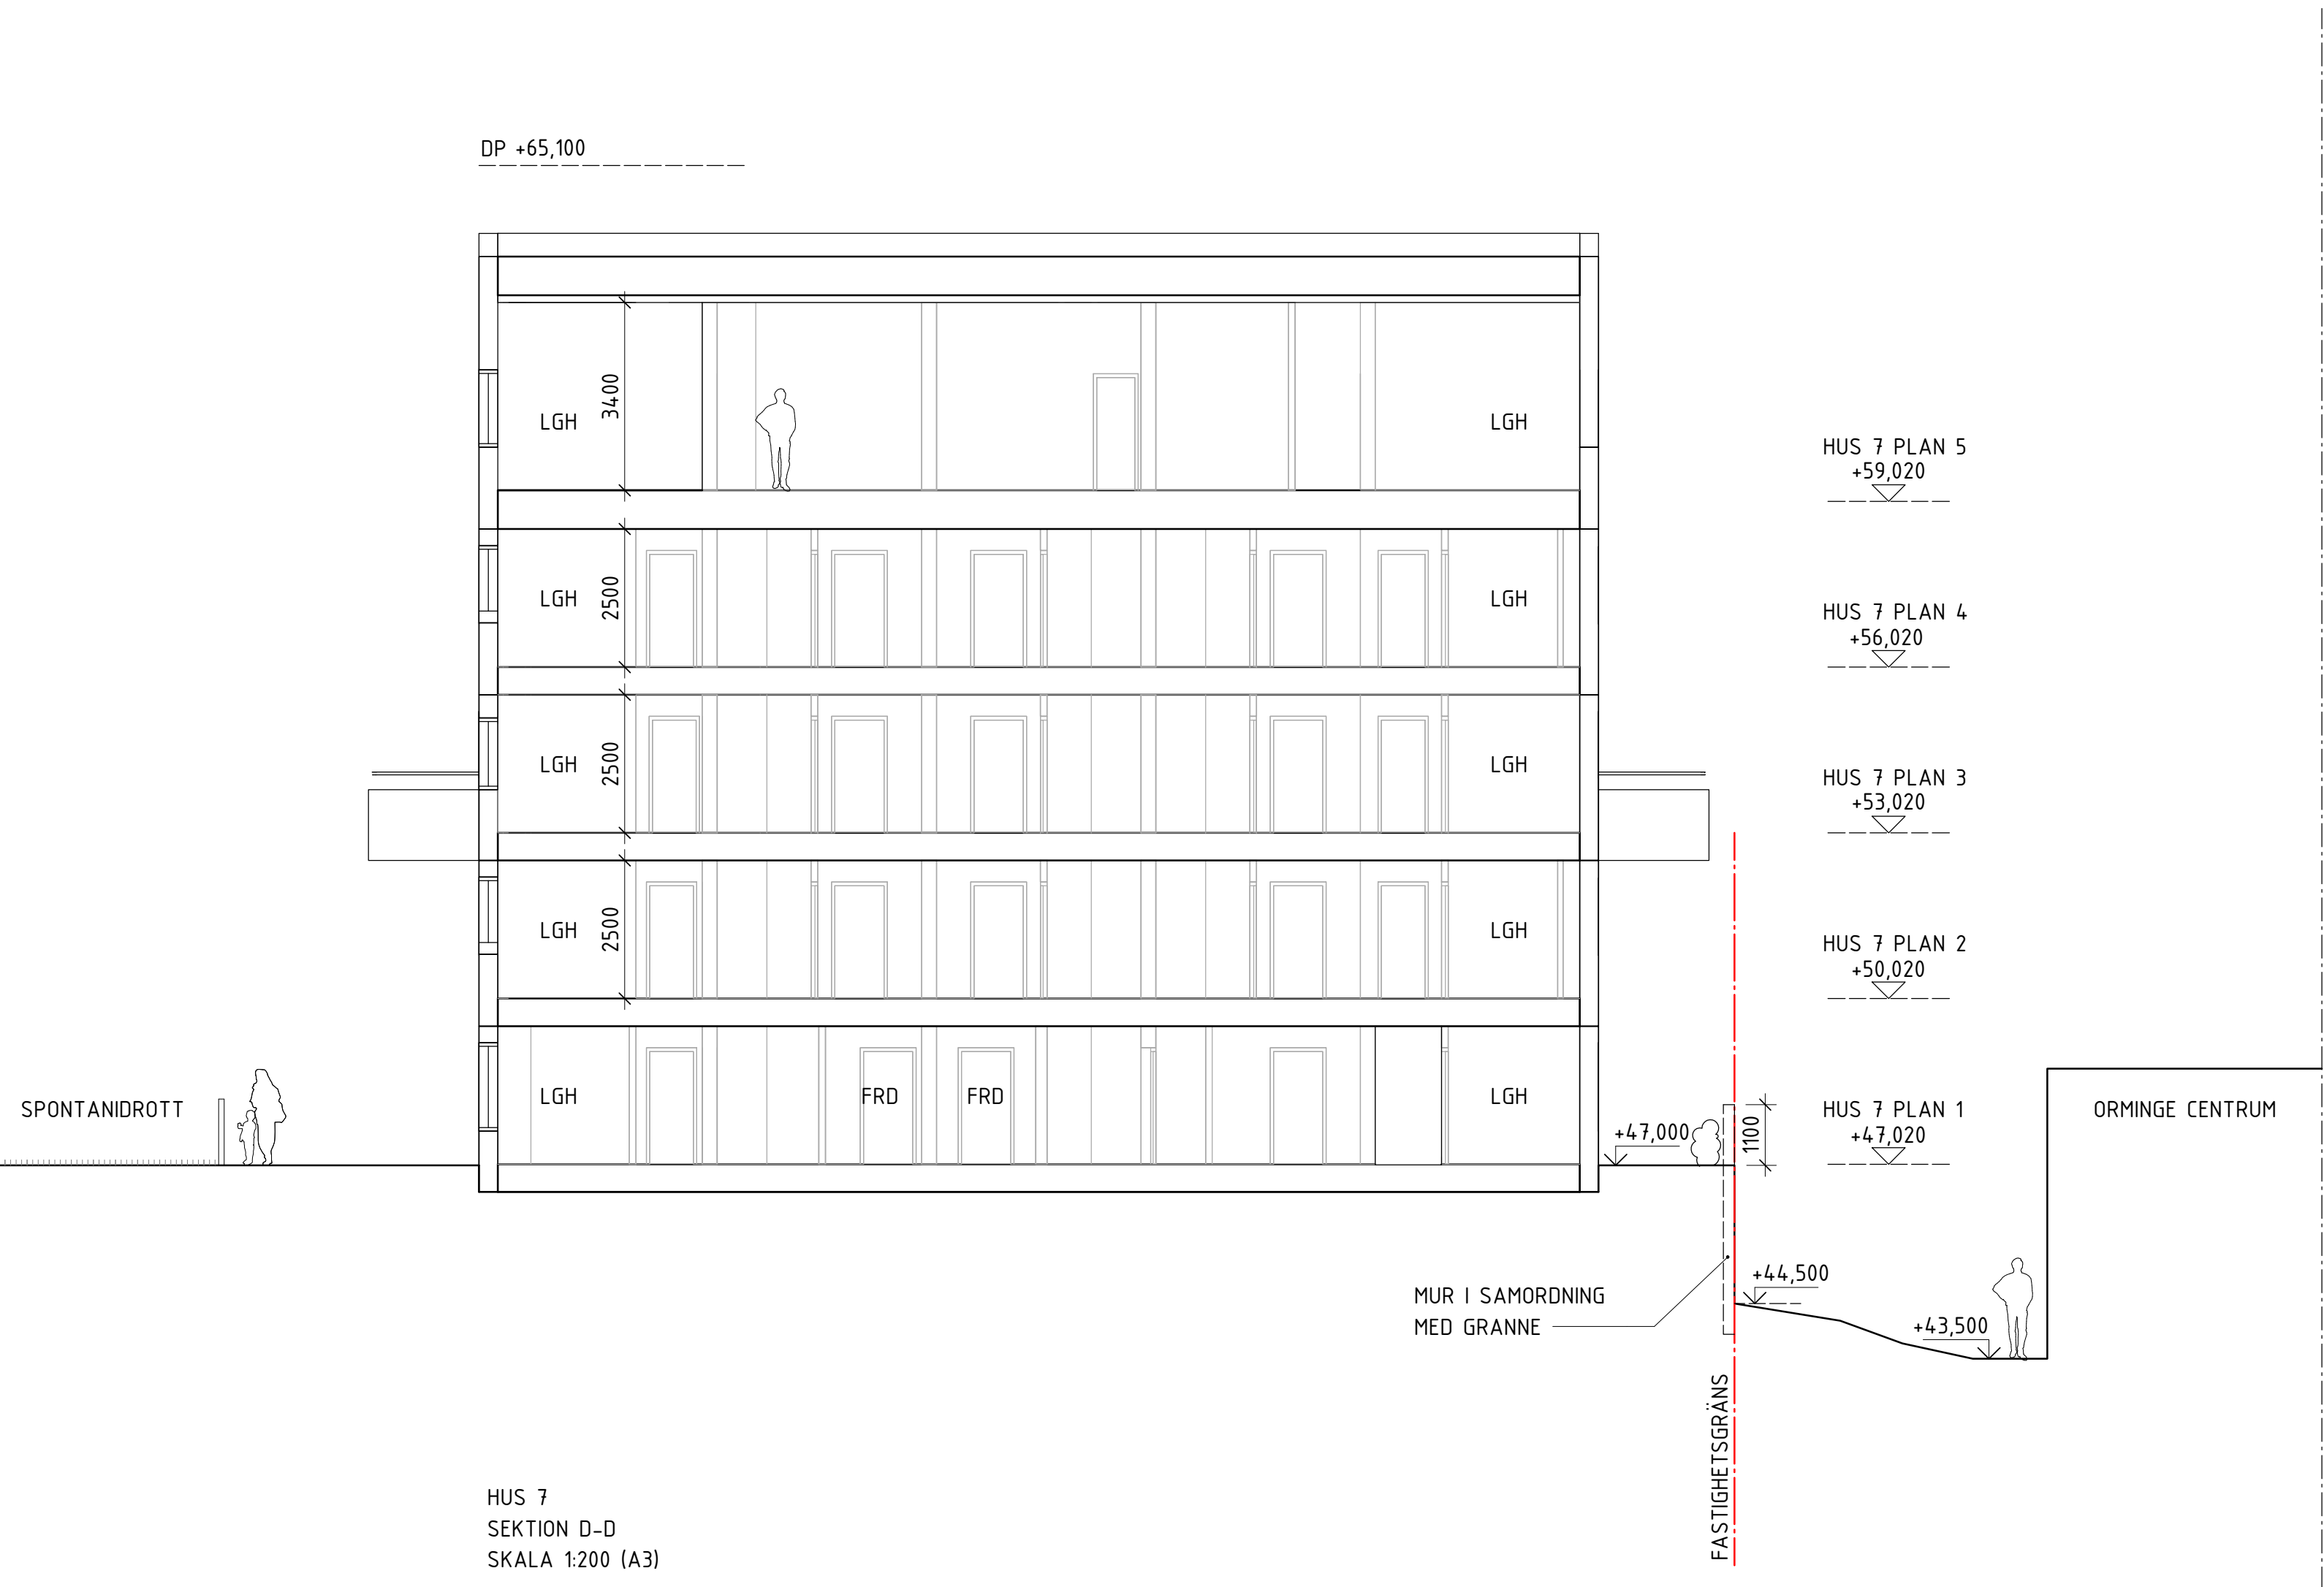 DP +65,100
LGH
3400
LGH
HUS 7 PLAN 5
+59,020
LGH
2500
LGH
HUS 7 PLAN 4
+56,020
LGH
2500
LGH
HUS 7 PLAN 3
+53,020
LGH
2500
LGH
HUS 7 PLAN 2
+50,020
SPONTANIDROTT
LGH
FRD
FRD
LGH
+47,000
1100
HUS 7 PLAN 1
+47,020
ORMINGE CENTRUM
MUR I SAMORDNING
MED GRANNE
+44,500
+43,500
FASTIGHETSGRÄNS
HUS 7
SEKTION D-D
SKALA 1:200 (A3)